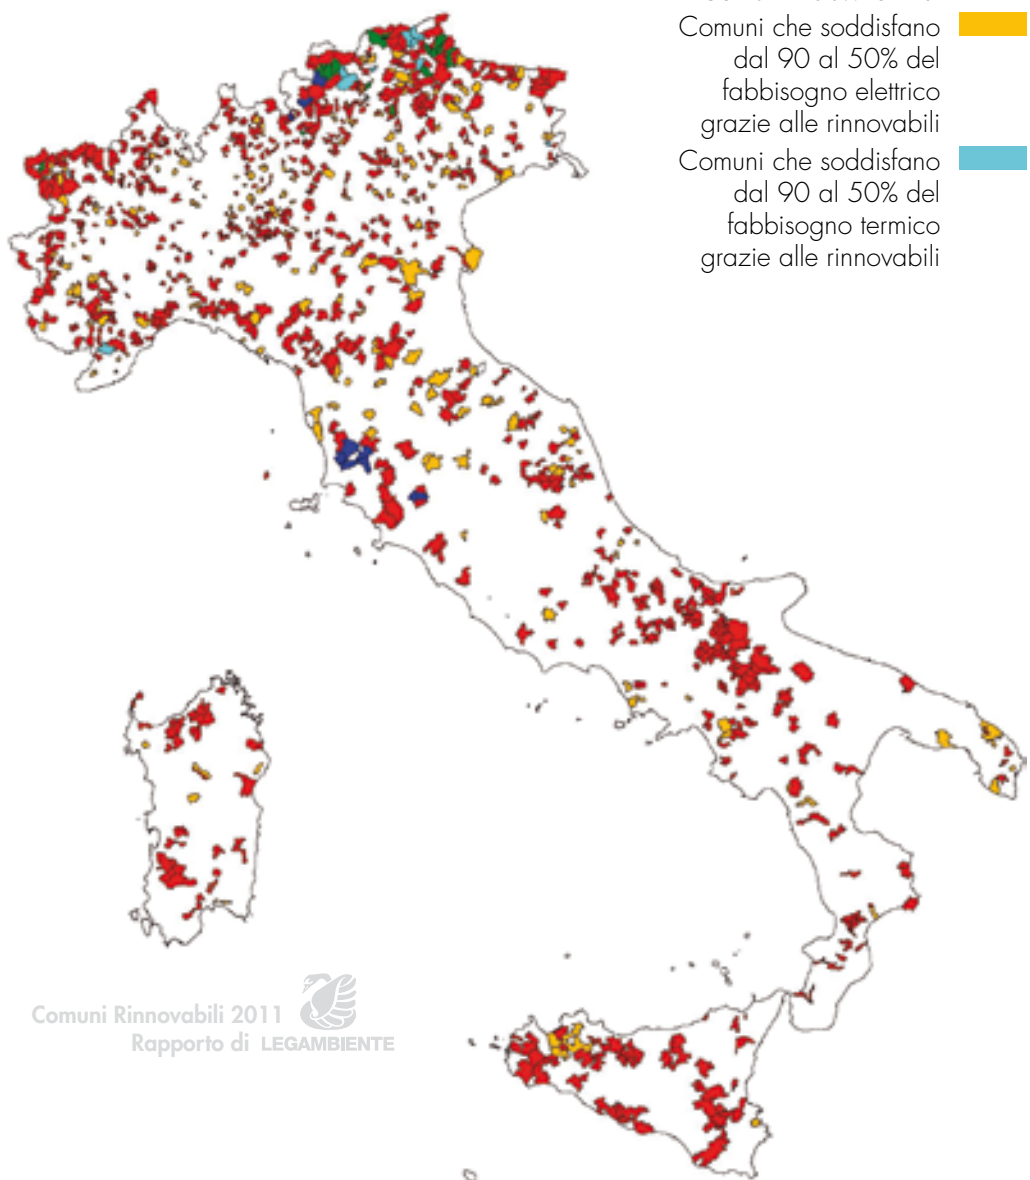 Comuni che soddisfano
dal 90 al 50% del
fabbisogno elettrico
grazie alle rinnovabili
Comuni che soddisfano
dal 90 al 50% del
fabbisogno termico
grazie alle rinnovabili
Comuni Rinnovabili 2011
Rapporto di LEGAMBIENTE